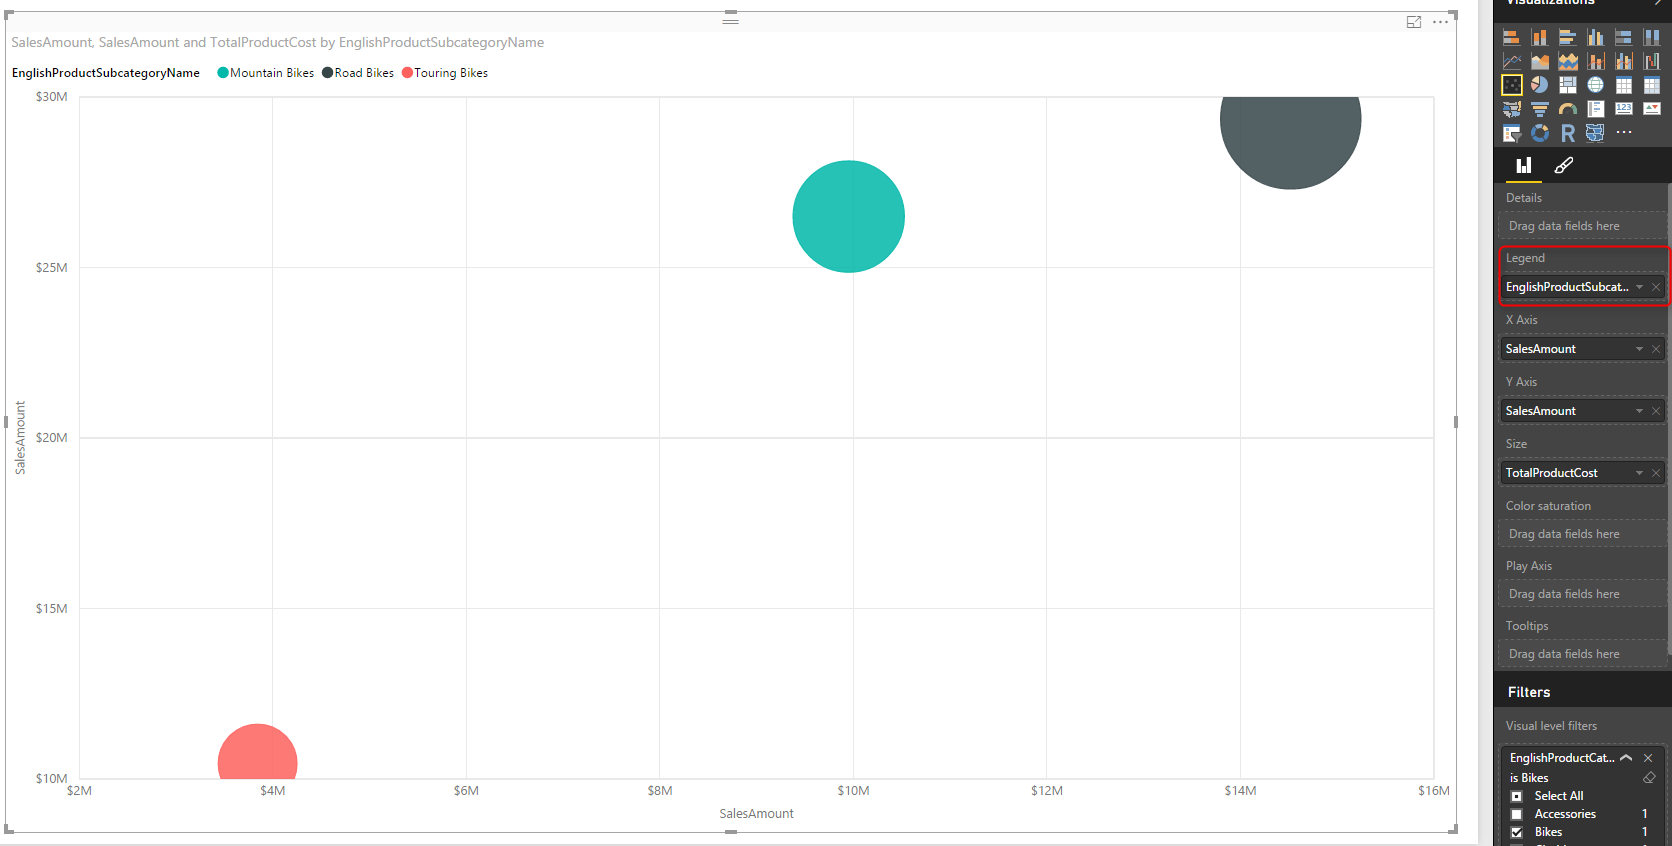 Visualizations
SalesAmount, SalesAmount and TotalProductCost by EnglishProductSubcategoryName
EnglishProductSubcategoryName Mountain Bikes Road Bikes Touring Bikes
$30M
$25M
$20M
$15M
$10M
SalesAmount
$2M $4M $6M $8M $10M $12M $14M $16M
SalesAmount
123
R
Details
Drag data fields here
Legend
EnglishProductSubcat...
X Axis
SalesAmount
Y Axis
SalesAmount
Size
TotalProductCost
Color saturation
Drag data fields here
Play Axis
Drag data fields here
Tooltips
Drag data fields here
Filters
Visual level filters
EnglishProductCat...
is Bikes
Select All
Accessories 1
Bikes 1